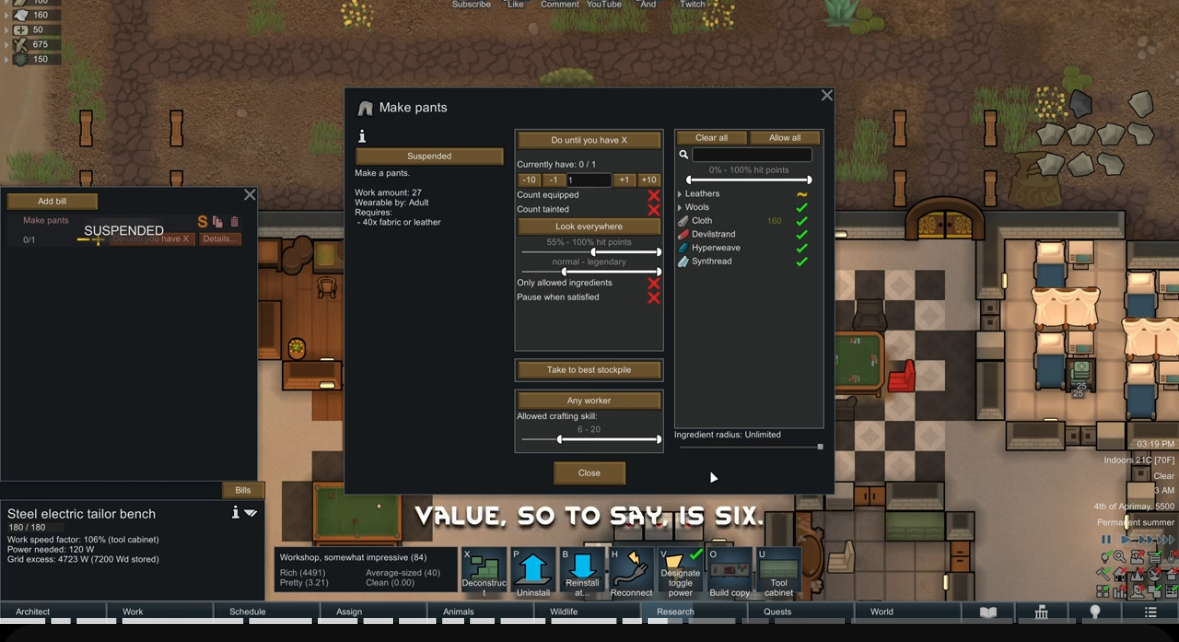 Subscribe Like Comment YouTube And Twitch
160
50
675
150
Make pants
Suspended
Make a pants.
Work amount: 27
Wearable by: Adult
Requires:
- 40x fabric or leather
Do until you have X
Currently have: 0 / 1
-10 -1 1 +1 +10
Count equipped
Count tainted
Look everywhere
55% - 100% hit points
normal - legendary
Only allowed ingredients
Pause when satisfied
Take to best stockpile
Any worker
Allowed crafting skill:
6 - 20
Close
Clear all Allow all
0% - 100% hit points
Leathers
Wools
Cloth 160
Devilstrand
Hyperweave
Synthread
Ingredient radius: Unlimited
Add bill
Make pants
SUSPENDED
0/1 Do until you have X Details...
Bills
Steel electric tailor bench
180 / 180
Work speed factor: 106% (tool cabinet)
Power needed: 120 W
Grid excess: 4723 W (7200 Wd stored)
VALUE, SO TO SAY, IS SIX.
Workshop, somewhat impressive (84)
Rich (4491) Average-sized (40)
Pretty (3.21) Clean (0.00)
X
Deconstruc
t
P
Uninstall
B
Reinstall
at...
H
Reconnect
V
Designate
toggle
power
O
Build copy
U
Tool
cabinet
25
25
03:19 PM
Indoors 21C [70F]
Clear
3 AM
4th of Aprimay, 5500
Permanent summer
Architect Work Schedule Assign Animals Wildlife Research Quests World